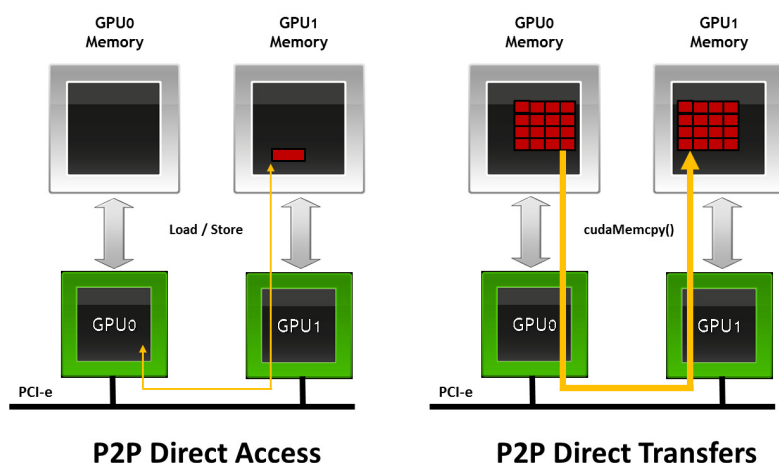 GPU0
Memory
GPU1
Memory
Load / Store
GPU0
GPU1
PCI-e
P2P Direct Access
GPU0
Memory
GPU1
Memory
cudaMemcpy()
GPU0
GPU1
PCI-e
P2P Direct Transfers